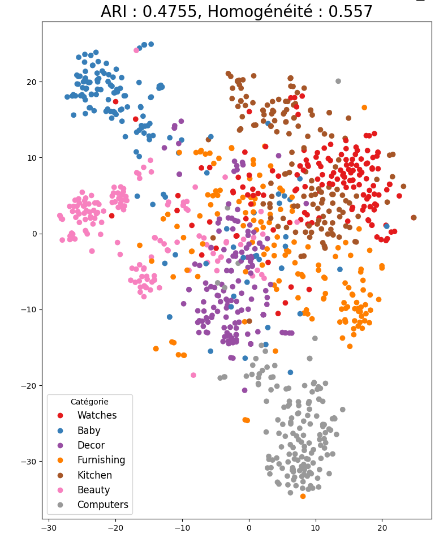 ARI : 0.4755, Homogénéité : 0.557
20
10
0
−10
−20
−30
Catégorie
Watches
Baby
Decor
Furnishing
Kitchen
Beauty
Computers
−30 −20 −10 0 10 20